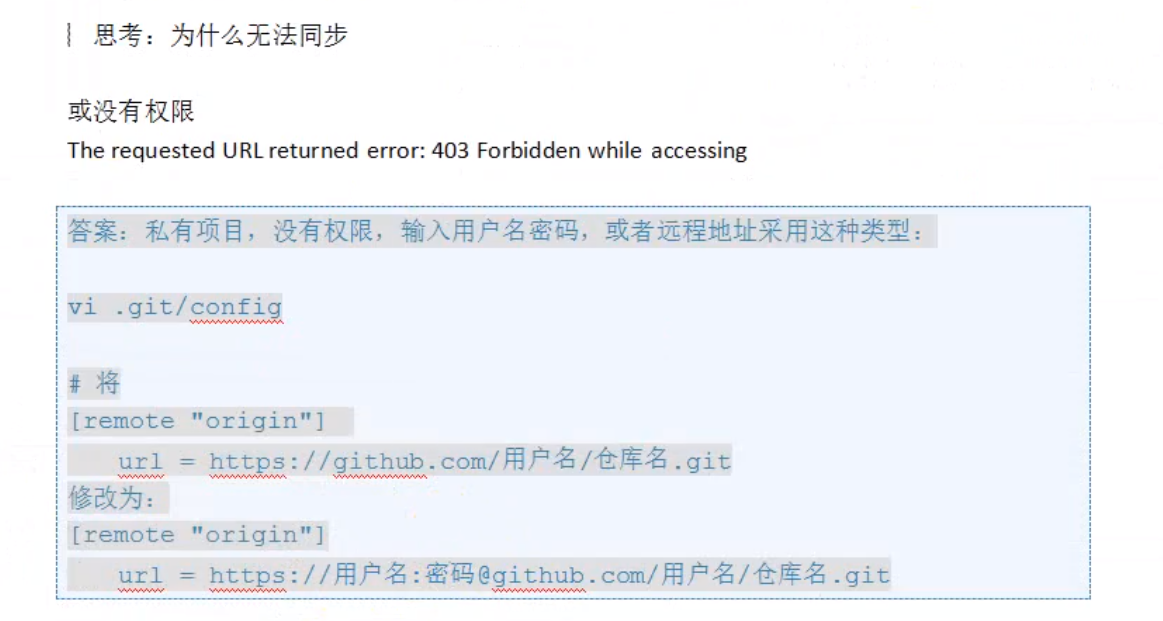 思考：为什么无法同步
或没有权限
The requested URL returned error: 403 Forbidden while accessing
答案：私有项目，没有权限，输入用户名密码，或者远程地址采用这种类型：
vi .git/config
# 将
[remote "origin"]
url = https://github.com/用户名/仓库名.git
修改为：
[remote "origin"]
url = https://用户名:密码@github.com/用户名/仓库名.git